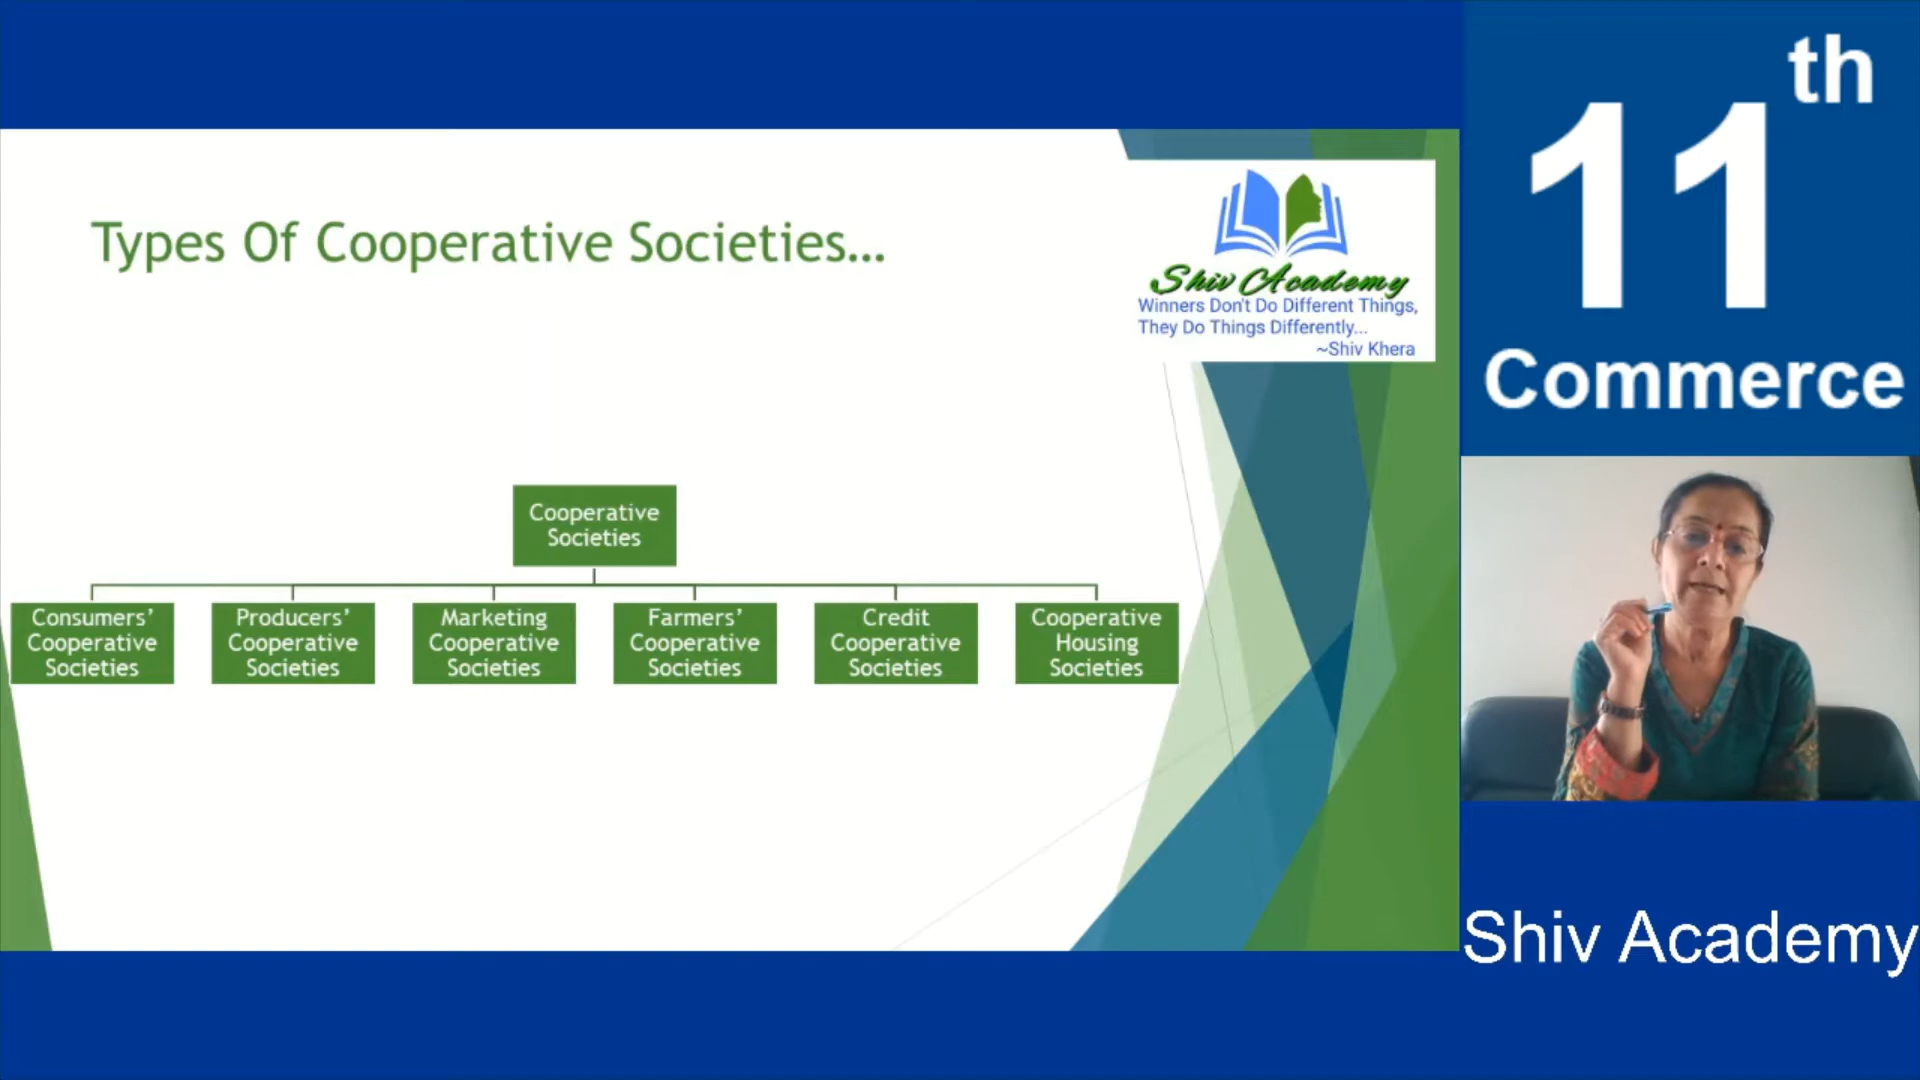 Types Of Cooperative Societies...
Shiv Academy
Winners Don't Do Different Things,
They Do Things Differently...
~Shiv Khera
Cooperative
Societies
Consumers’
Cooperative
Societies
Producers’
Cooperative
Societies
Marketing
Cooperative
Societies
Farmers’
Cooperative
Societies
Credit
Cooperative
Societies
Cooperative
Housing
Societies
11th
Commerce
Shiv Academy